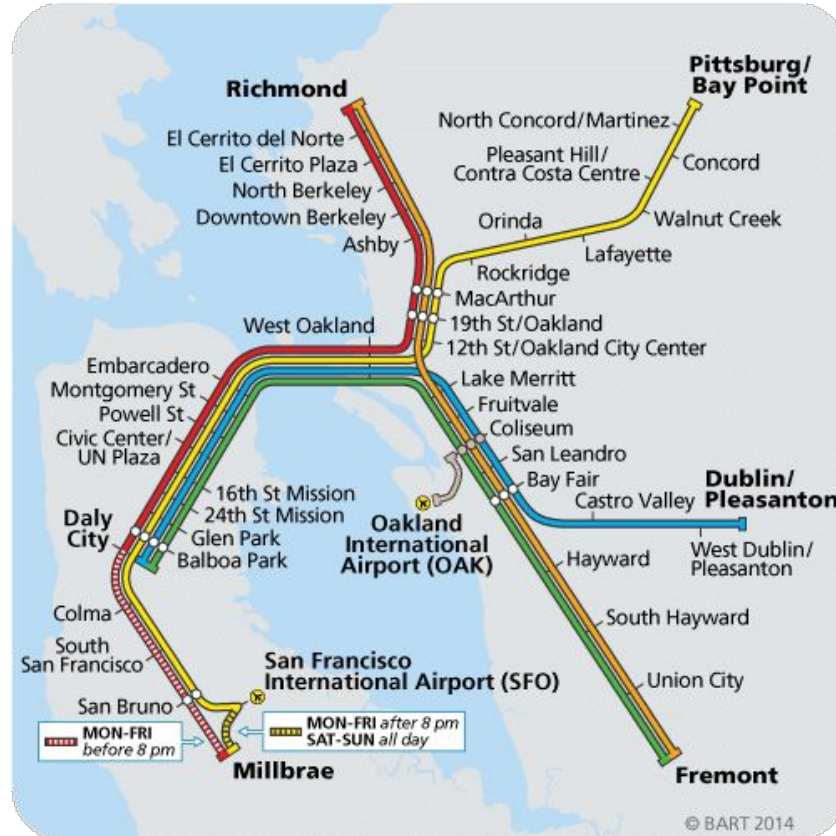 Richmond
El Cerrito del Norte
El Cerrito Plaza
North Berkeley
Downtown Berkeley
Ashby
Pittsburg/
Bay Point
North Concord/Martinez
Concord
Pleasant Hill/
Contra Costa Centre
Walnut Creek
Lafayette
Orinda
Rockridge
MacArthur
19th St/Oakland
12th St/Oakland City Center
West Oakland
Embarcadero
Montgomery St
Powell St
Civic Center/
UN Plaza
16th St Mission
24th St Mission
Glen Park
Balboa Park
Daly
City
Colma
South
San Francisco
San Bruno
San Francisco
International Airport (SFO)
MON-FRI
before 8 pm
MON-FRI after 8 pm
SAT-SUN all day
Millbrae
Lake Merritt
Fruitvale
Coliseum
San Leandro
Bay Fair
Oakland
International
Airport (OAK)
Castro Valley
Dublin/
Pleasanton
West Dublin/
Pleasanton
Hayward
South Hayward
Union City
Fremont
© BART 2014